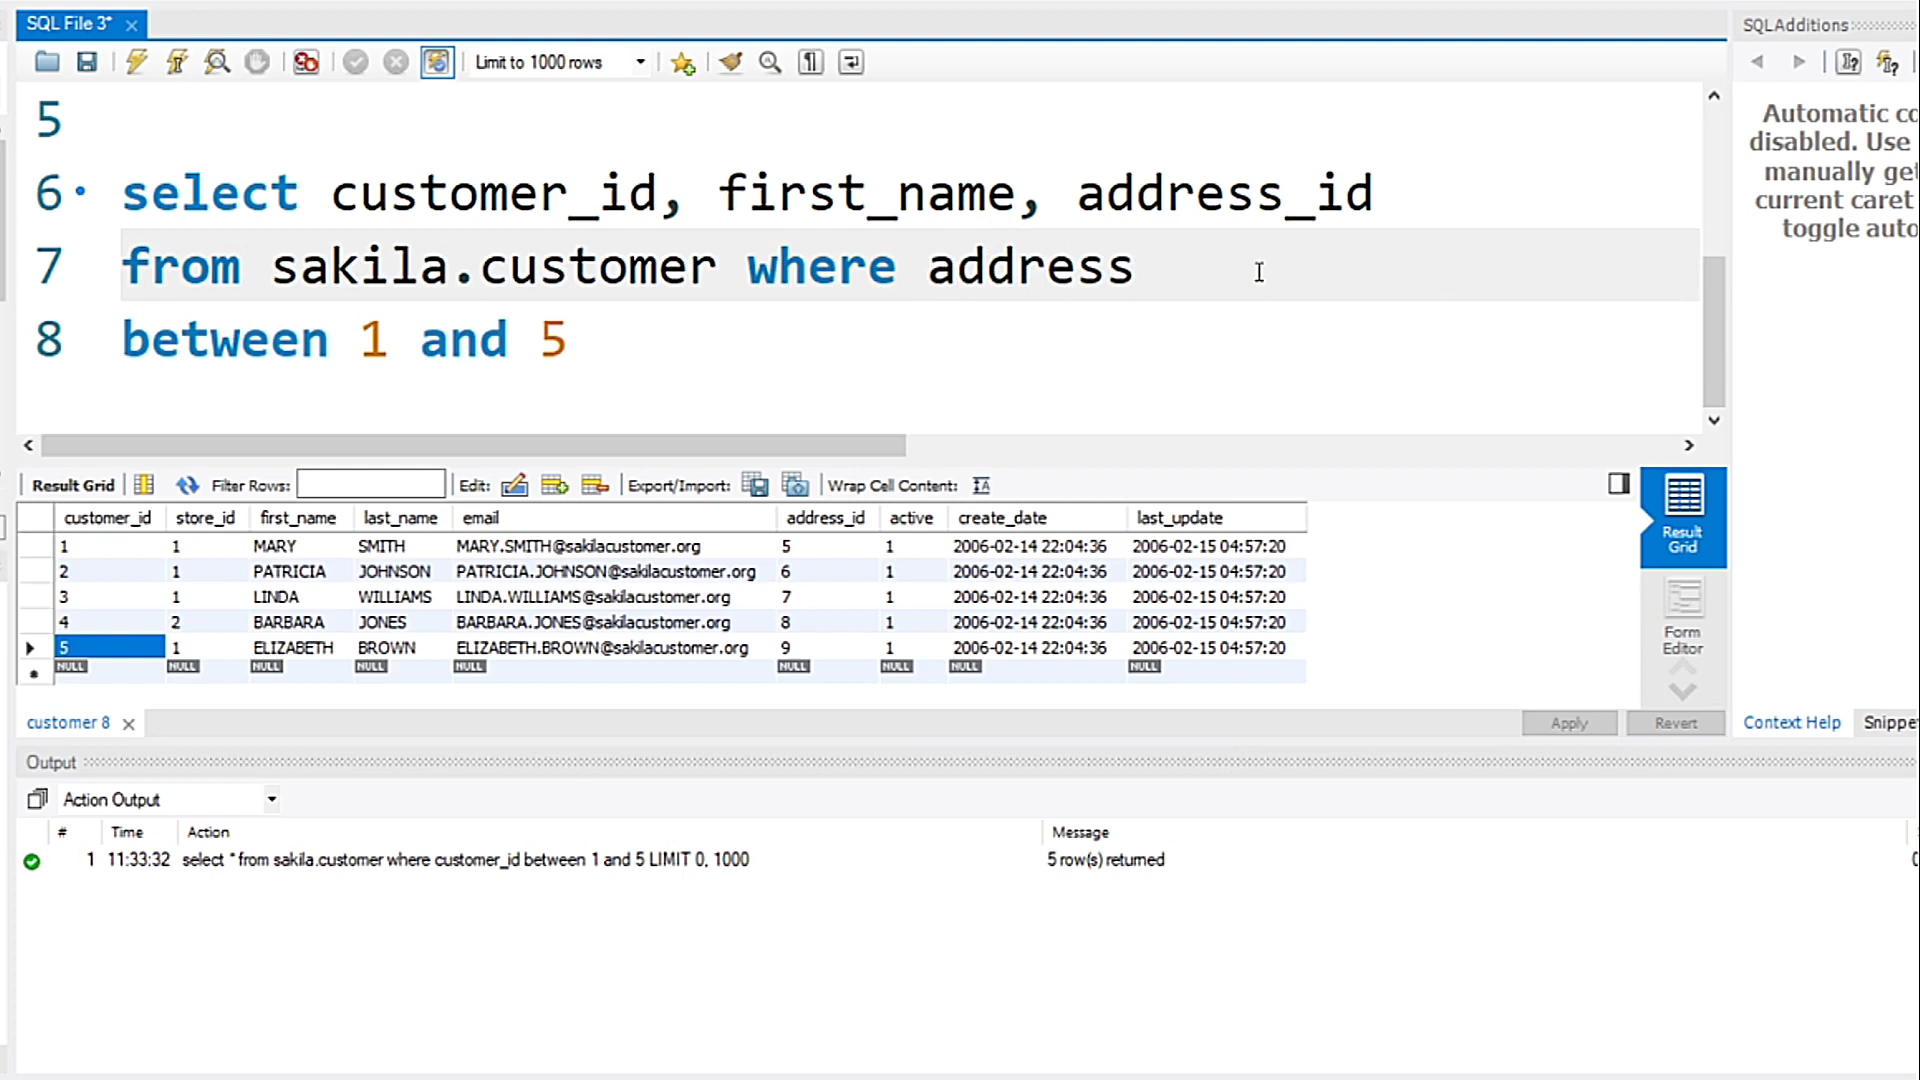 SQL File 3*
SQLAdditions
Limit to 1000 rows
5
6 select customer_id, first_name, address_id
7 from sakila.customer where address
8 between 1 and 5
Automatic co
disabled. Use
manually get
current caret
toggle auto
Result Grid Filter Rows: Edit: Export/Import: Wrap Cell Content:
customer_id store_id first_name last_name email address_id active create_date last_update
1 1 MARY SMITH MARY.SMITH@sakilacustomer.org 5 1 2006-02-14 22:04:36 2006-02-15 04:57:20
2 1 PATRICIA JOHNSON PATRICIA.JOHNSON@sakilacustomer.org 6 1 2006-02-14 22:04:36 2006-02-15 04:57:20
3 1 LINDA WILLIAMS LINDA.WILLIAMS@sakilacustomer.org 7 1 2006-02-14 22:04:36 2006-02-15 04:57:20
4 2 BARBARA JONES BARBARA.JONES@sakilacustomer.org 8 1 2006-02-14 22:04:36 2006-02-15 04:57:20
5 1 ELIZABETH BROWN ELIZABETH.BROWN@sakilacustomer.org 9 1 2006-02-14 22:04:36 2006-02-15 04:57:20
NULL NULL NULL NULL NULL NULL NULL NULL NULL
Result
Grid
Form
Editor
customer 8
Apply Revert
Context Help Snippe
Output
Action Output
# Time Action Message
1 11:33:32 select * from sakila.customer where customer_id between 1 and 5 LIMIT 0, 1000 5 row(s) returned